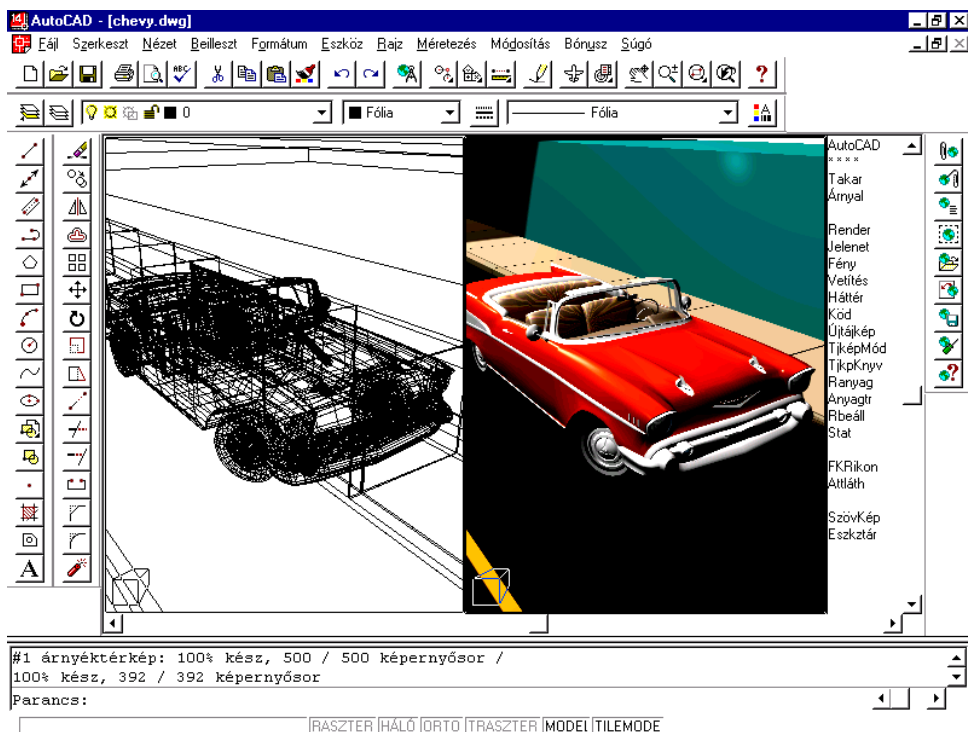 AutoCAD - [chevy.dwg]
Fájl Szerkeszt Nézet Beilleszt Formátum Eszköz Rajz Méretezés Módosítás Bónusz Súgó
0 Fólia Fólia
AutoCAD
* * * *
Takar
Árnyal
Render
Jelenet
Fény
Vetítés
Háttér
Köd
Újtájkép
TjképMód
TjkpKnyv
Ranyag
Anyagtr
Rbeáll
Stat
FKRikon
Attláth
SzövKép
Eszktár
#1 árnyéktérkép: 100% kész, 500 / 500 képernyősor /
100% kész, 392 / 392 képernyősor
Parancs:
RASZTER HÁLÓ ORTO TRASZTER MODEL TILEMODE